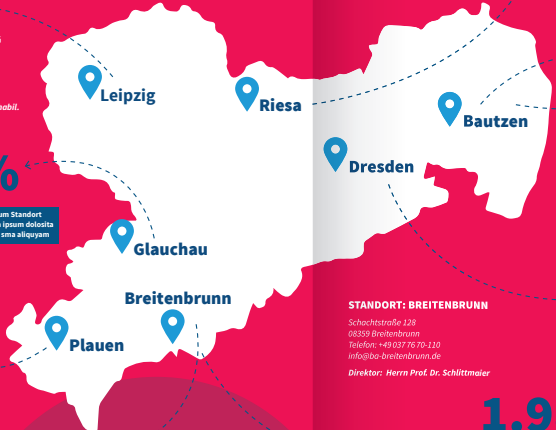 mobil.
Leipzig
Riesa
Bautzen
Dresden
%
um Standort
ipsum dolosita
sma aliquyam
Glauchau
Breitenbrunn
Plauen
STANDORT: BREITENBRUNN
Schachtstraße 128
08359 Breitenbrunn
Telefon: +49 037 76 70-110
info@ba-breitenbrunn.de
Direktor: Herrn Prof. Dr. Schlittmaier
1.9